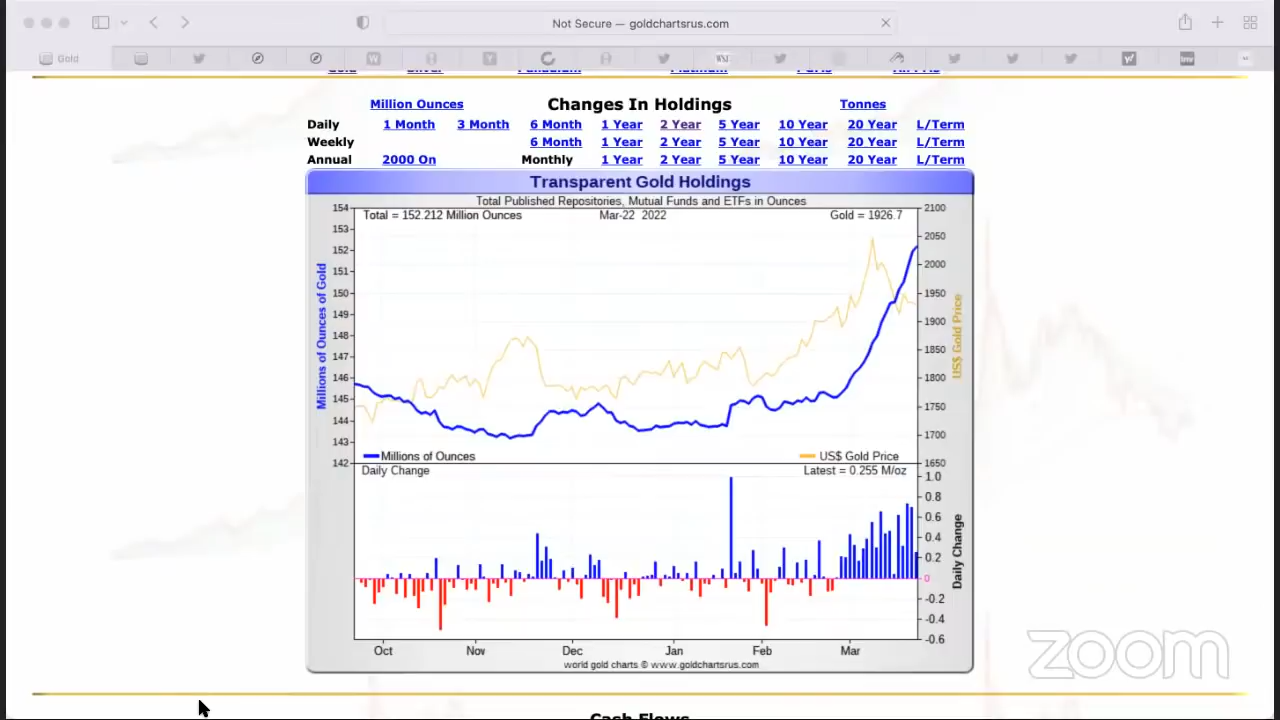 Not Secure — goldchartsrus.com
Gold
WSJ
Gold Silver Palladium Platinum
Million Ounces Changes In Holdings Tonnes
Daily 1 Month 3 Month 6 Month 1 Year 2 Year 5 Year 10 Year 20 Year L/Term
Weekly 6 Month 1 Year 2 Year 5 Year 10 Year 20 Year L/Term
Annual 2000 On Monthly 1 Year 2 Year 5 Year 10 Year 20 Year L/Term
Transparent Gold Holdings
Total Published Repositories, Mutual Funds and ETFs in Ounces
Total = 152.212 Million Ounces Mar-22 2022 Gold = 1926.7
154
153
152
151
150
149
148
147
146
145
144
143
142
Millions of Ounces of Gold
2100
2050
2000
1950
1900
1850
1800
1750
1700
1650
US$ Gold Price
Millions of Ounces US$ Gold Price
Daily Change Latest = 0.255 M/oz
1.0
0.8
0.6
0.4
0.2
0
-0.2
-0.4
-0.6
Daily Change
Oct Nov Dec Jan Feb Mar
world gold charts © www.goldchartsrus.com
zoom
Cash Flows